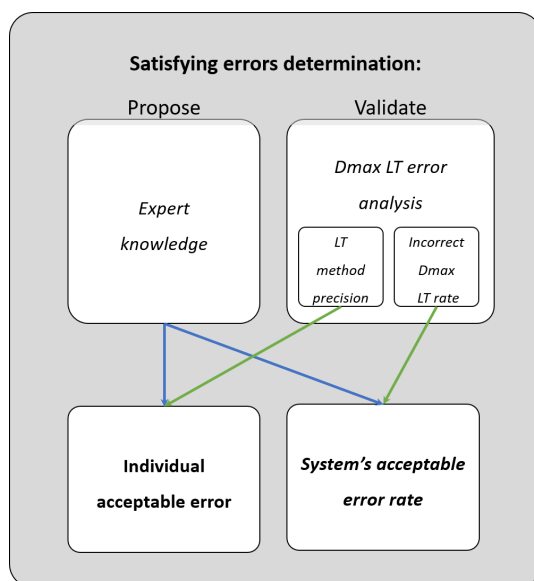 Satisfying errors determination:
Propose
Validate
Expert
knowledge
Dmax LT error
analysis
LT
method
precision
Incorrect
Dmax
LT rate
Individual
acceptable error
System's acceptable
error rate